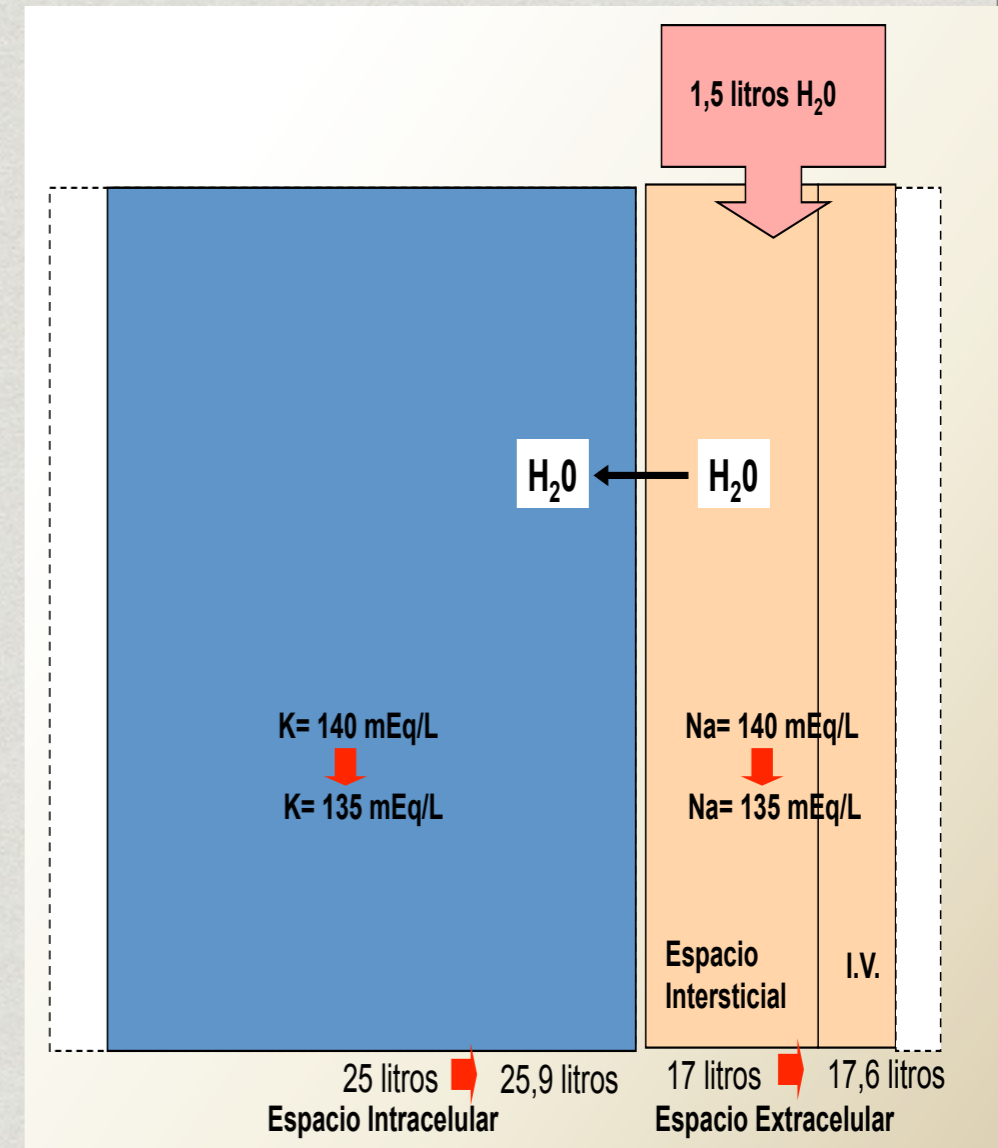 1,5 litros H₂0
H₂0
H₂0
K= 140 mEq/L
Na= 140 mEq/L
K= 135 mEq/L
Na= 135 mEq/L
Espacio
Intersticial
I.V.
25 litros
25,9 litros
17 litros
17,6 litros
Espacio Intracelular
Espacio Extracelular